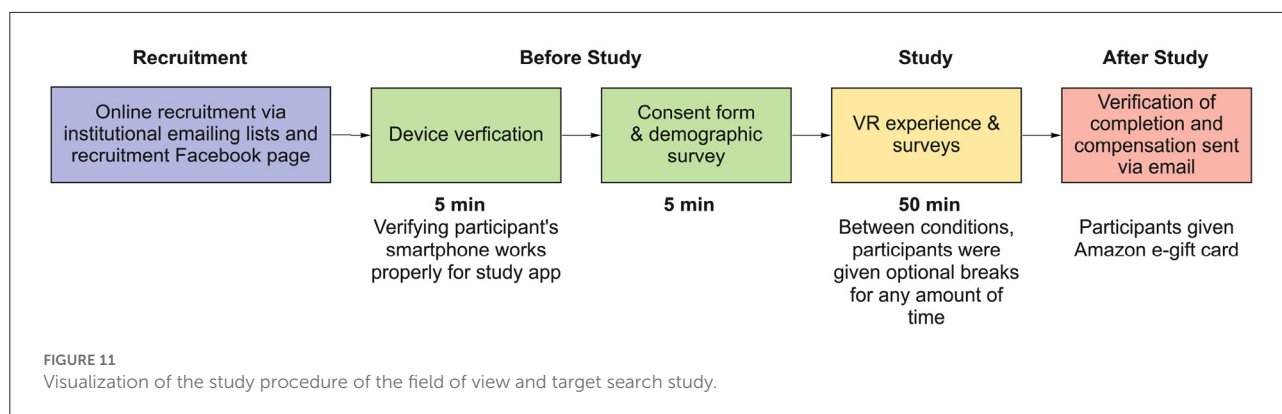 Recruitment
Before Study
Study
After Study
Online recruitment via
institutional emailing lists and
recruitment Facebook page
Device verfication
Consent form
& demographic
survey
VR experience &
surveys
Verification of
completion and
compensation sent
via email
5 min
Verifying participant's
smartphone works
properly for study app
5 min
50 min
Between conditions,
participants were
given optional breaks
for any amount of
time
Participants given
Amazon e-gift card
FIGURE 11
Visualization of the study procedure of the field of view and target search study.